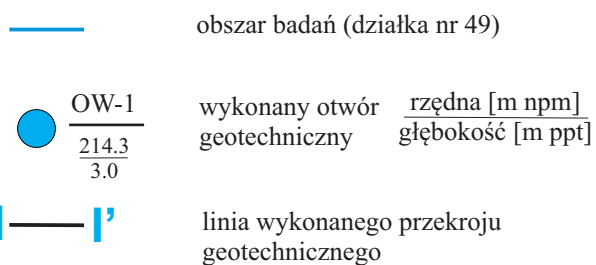 obszar badań (działka nr 49)
OW-1
214.3
3.0
wykonany otwór
geotechniczny
rzędna [m npm]
głębokość [m ppt]
I I’
linia wykonanego przekroju
geotechnicznego